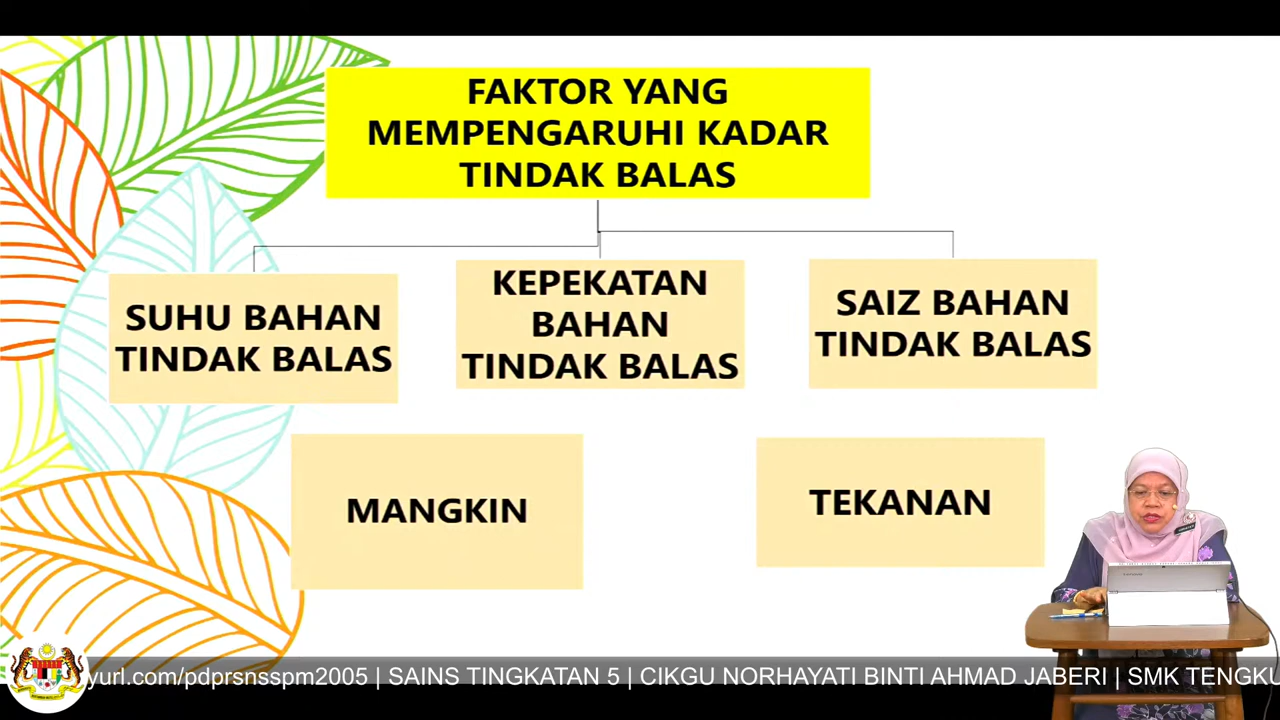 FAKTOR YANG
MEMPENGARUHI KADAR
TINDAK BALAS
SUHU BAHAN
TINDAK BALAS
KEPEKATAN
BAHAN
TINDAK BALAS
SAIZ BAHAN
TINDAK BALAS
MANGKIN
TEKANAN
yurl.com/pdprsnsspm2005 | SAINS TINGKATAN 5 | CIKGU NORHAYATI BINTI AHMAD JABERI | SMK TENGKU